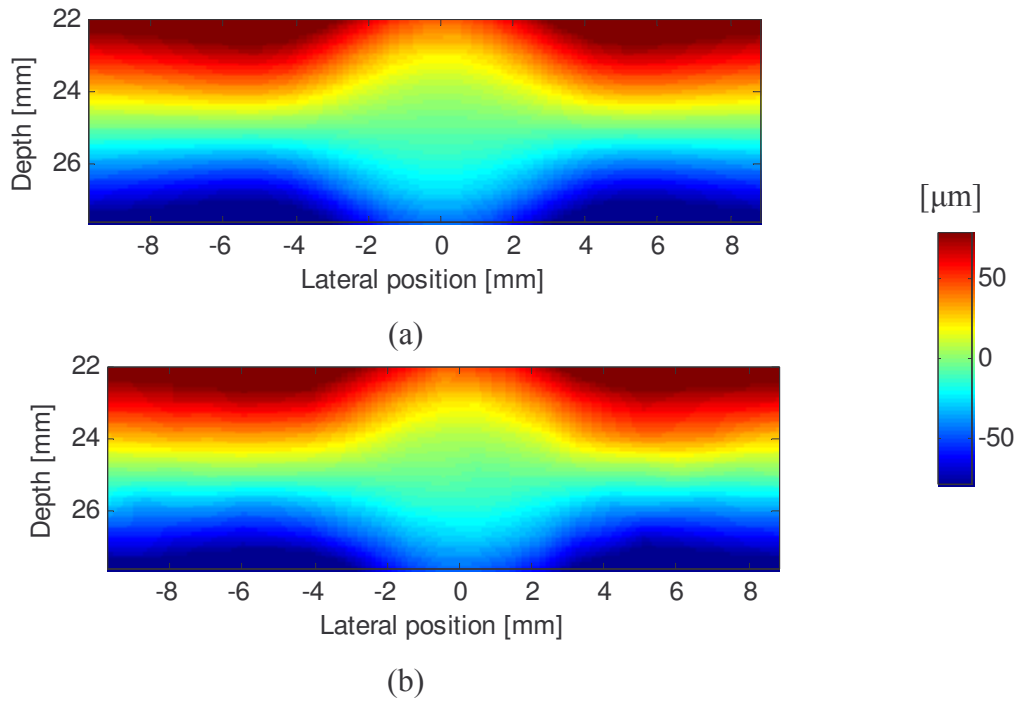 22
24
26
Depth [mm]
-8 -6 -4 -2 0 2 4 6 8
Lateral position [mm]
(a)
[μm]
50
0
-50
22
24
26
Depth [mm]
-8 -6 -4 -2 0 2 4 6 8
Lateral position [mm]
(b)